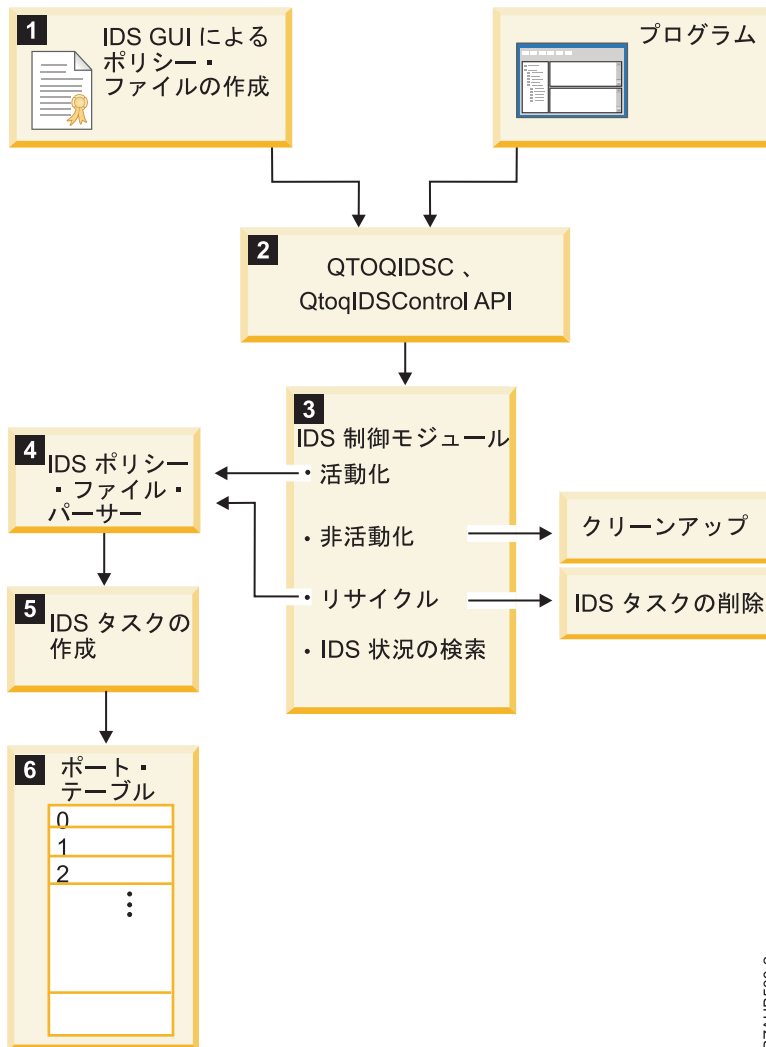 1
IDS GUI による
ポリシー・
ファイルの作成
プログラム
2
QTOQIDSC 、
QtoqIDSControl API
3
IDS 制御モジュール
・ 活動化
・ 非活動化
・ リサイクル
・ IDS 状況の検索
4
IDS ポリシー
・ファイル・
パーサー
クリーンアップ
IDS タスクの削除
5
IDS タスクの
作成
6
ポート・
テーブル
0
1
2